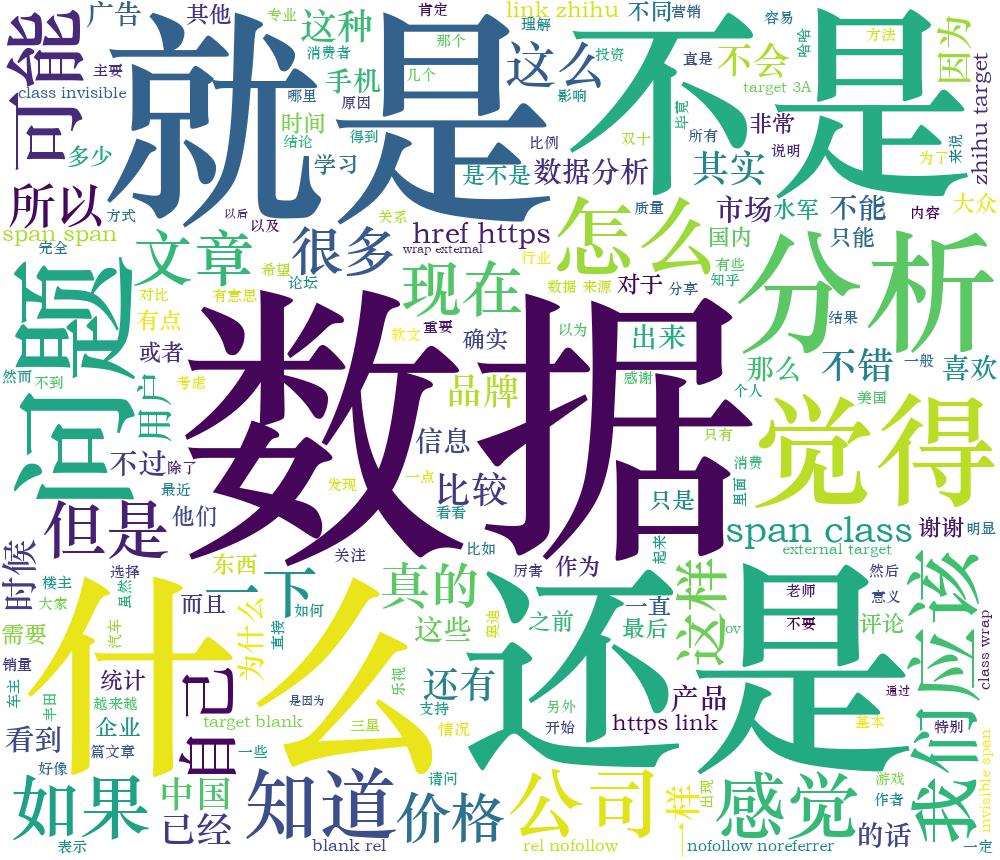 广告
其他
专业
肯定
link zhihu
不同
营销
容易
哈哈
可能
主要
这种
消费者
那个
理解
这么
投资
直是
不会
方法
因为
class invisible
手机
几个
影响
target 3A
就是
不是
哪里
原因
时间
结论
得到
比例
双十
毕竟
所有
非常
说明
为了
来说
zhihu target
多少
学习
是不是
数据分析
其实
所以
方式
以后
以及
关系
质量
市场
水军
不能
内容
大众
span span
完全
文章
很多
href https
wrap external
怎么
国内
只能
希望
论坛
行业
有些
知乎
问题
对比
有意思
现在
数据 来源
分享
对于
分析
有点
软文
重要
确实
以为
出来
结果
然而
不到
或者
考虑
品牌
感谢
那么
不错
一般
喜欢
用户
数据
个人
美国
信息
只有
觉得
不过
除了
发现
一点
比较
消费
里面
最近
看看
只是
但是
他们
span class
谢谢
明显
关注
比如
起来
external target
时候
东西
厉害
作为
选择
楼主
大家
虽然
而且
一下
如何
真的
之前
一直
这样
老师
然后
意义
我们应该
需要
汽车
为什么
直接
这些
奥迪
还是
最后
ov
不要
评论
class wrap
什么
销量
车主
半田
统计
越来越
自己
是因为
乐视
还有
支持
另外
产品
通过
企业
target blank
三星
情况
开始
https link
基本
特别
看到
篇文章
一些
好像
如果
中国
知道
请问
价格
公司
一样
出现
感觉
游戏
作者
invisible span
已经
的话
表示
blank rel
rel nofollow
nofollow noreferrer
一定